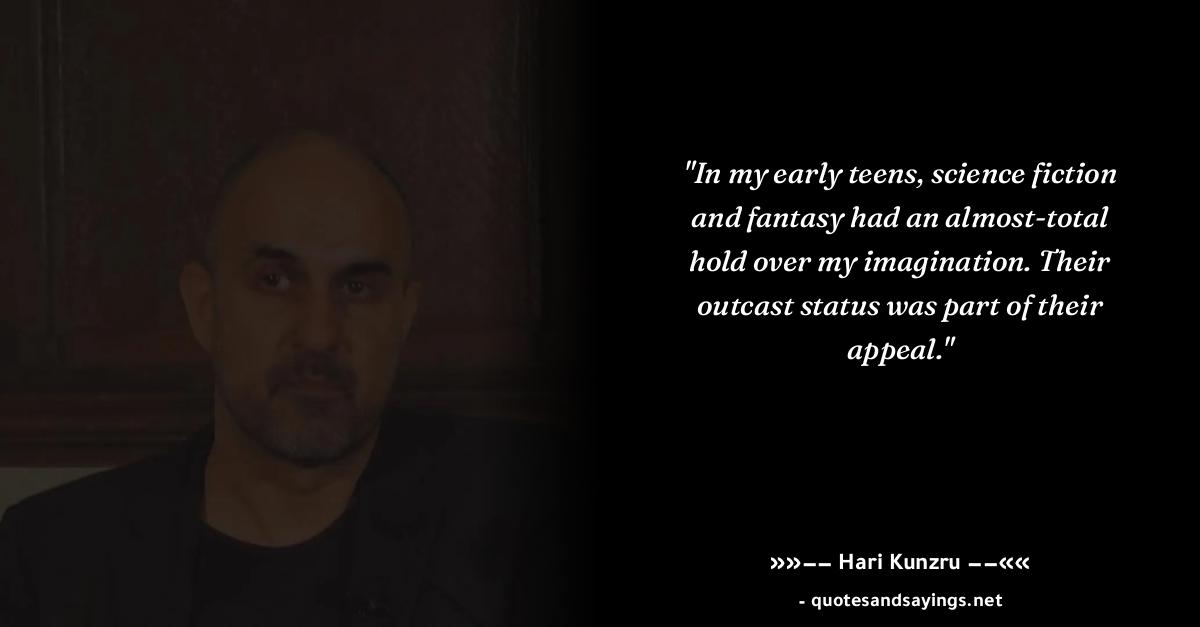 "In my early teens, science fiction
and fantasy had an almost-total
hold over my imagination. Their
outcast status was part of their
appeal."
»»–– Hari Kunzru ––««
- quotesandsayings.net